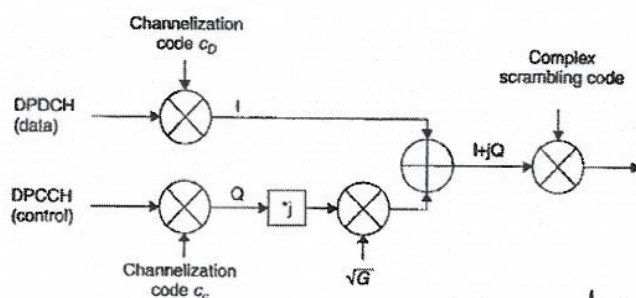 Channelization
code c_D
Complex
scrambling code
DPDCH
(data)
I
I+jQ
DPCCH
(control)
Q
*j
Channelization
code c_c
√G